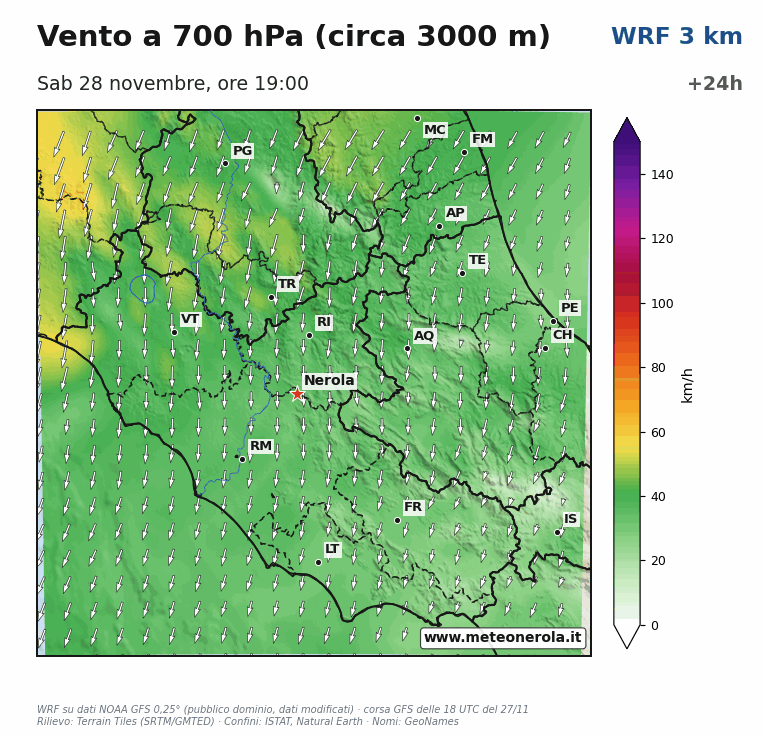 Vento a 700 hPa (circa 3000 m)
WRF 3 km
Sab 28 novembre, ore 19:00
+24h
MC
FM
PG
AP
TE
TR
PE
VT
RI
AQ
CH
Nerola
RM
FR
IS
LT
www.meteonerola.it
140
120
100
80
60
40
20
0
km/h
WRF su dati NOAA GFS 0,25° (pubblico dominio, dati modificati) · corsa GFS delle 18 UTC del 27/11
Rilievo: Terrain Tiles (SRTM/GMTED) · Confini: ISTAT, Natural Earth · Nomi: GeoNames